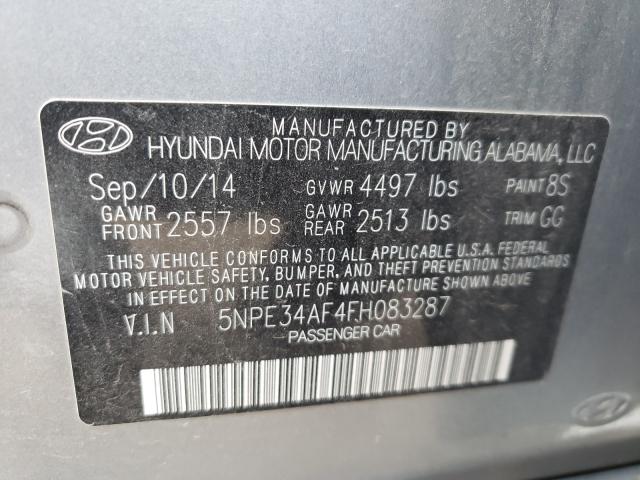 MANUFACTURED BY
HYUNDAI MOTOR MANUFACTURING ALABAMA, LLC
Sep/10/14 GVWR 4497 lbs PAINT 8S
GAWR FRONT 2557 lbs GAWR REAR 2513 lbs TRIM GG
THIS VEHICLE CONFORMS TO ALL APPLICABLE U.S.A. FEDERAL
MOTOR VEHICLE SAFETY, BUMPER, AND THEFT PREVENTION STANDARDS
IN EFFECT ON THE DATE OF MANUFACTURE SHOWN ABOVE
V.I.N 5NPE34AF4FH083287
PASSENGER CAR